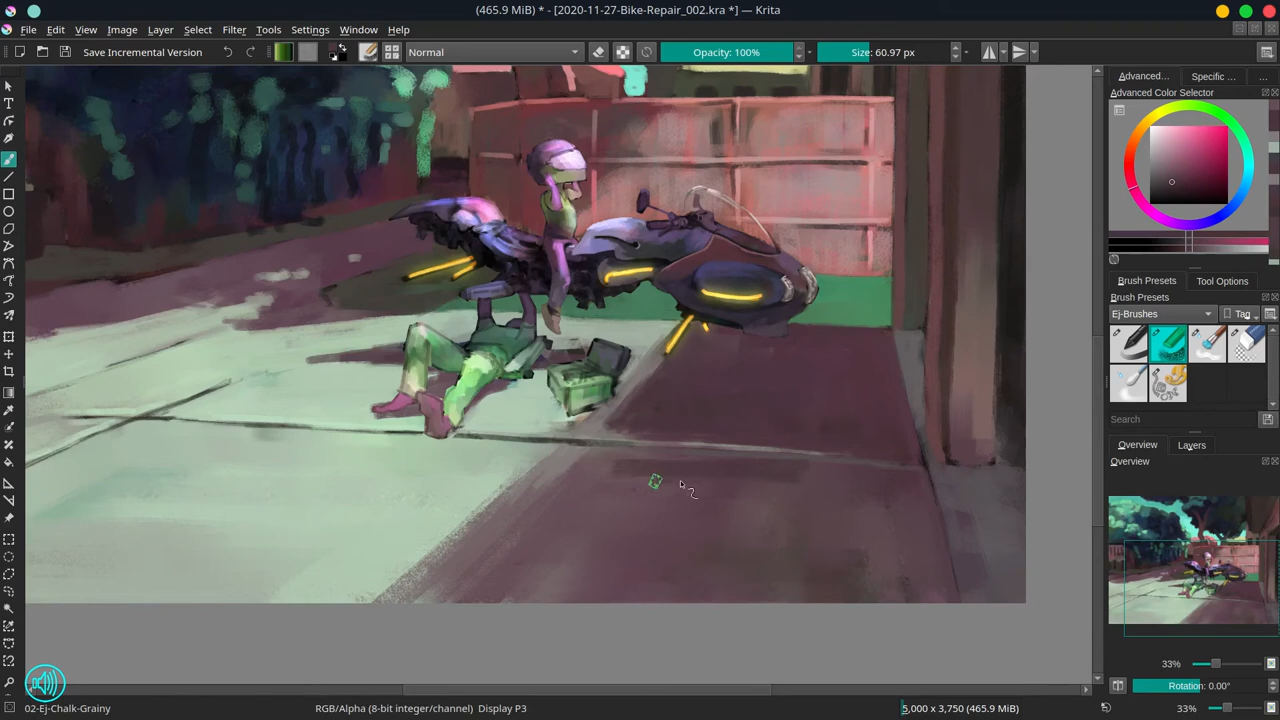 (465.9 MiB) * - [2020-11-27-Bike-Repair_002.kra *] — Krita
File Edit View Image Layer Select Filter Tools Settings Window Help
Save Incremental Version Normal Opacity: 100% Size: 60.97 px
Advanced... Specific ... ...
Advanced Color Selector
Brush Presets Tool Options
Brush Presets
Ej-Brushes Tag
Search
Overview Layers
Overview
33%
Rotation: 0.00°
02-Ej-Chalk-Grainy RGB/Alpha (8-bit integer/channel) Display P3 5,000 x 3,750 (465.9 MiB) 33%